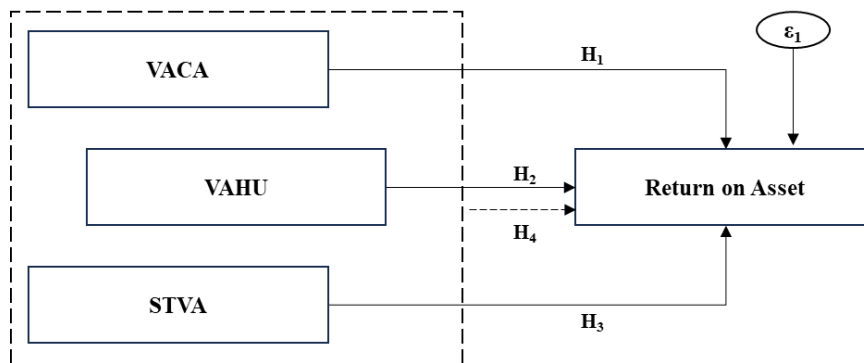 ε₁
VACA
H₁
VAHU
H₂
Return on Asset
H₄
STVA
H₃